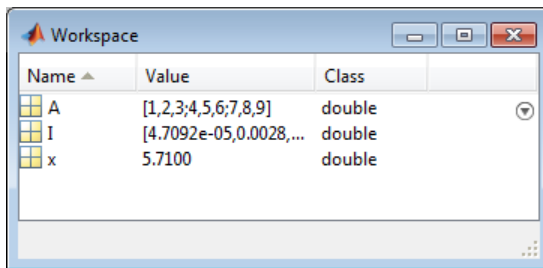 Workspace
Name Value Class
A [1,2,3;4,5,6;7,8,9] double
I [4.7092e-05,0.0028,... double
x 5.7100 double